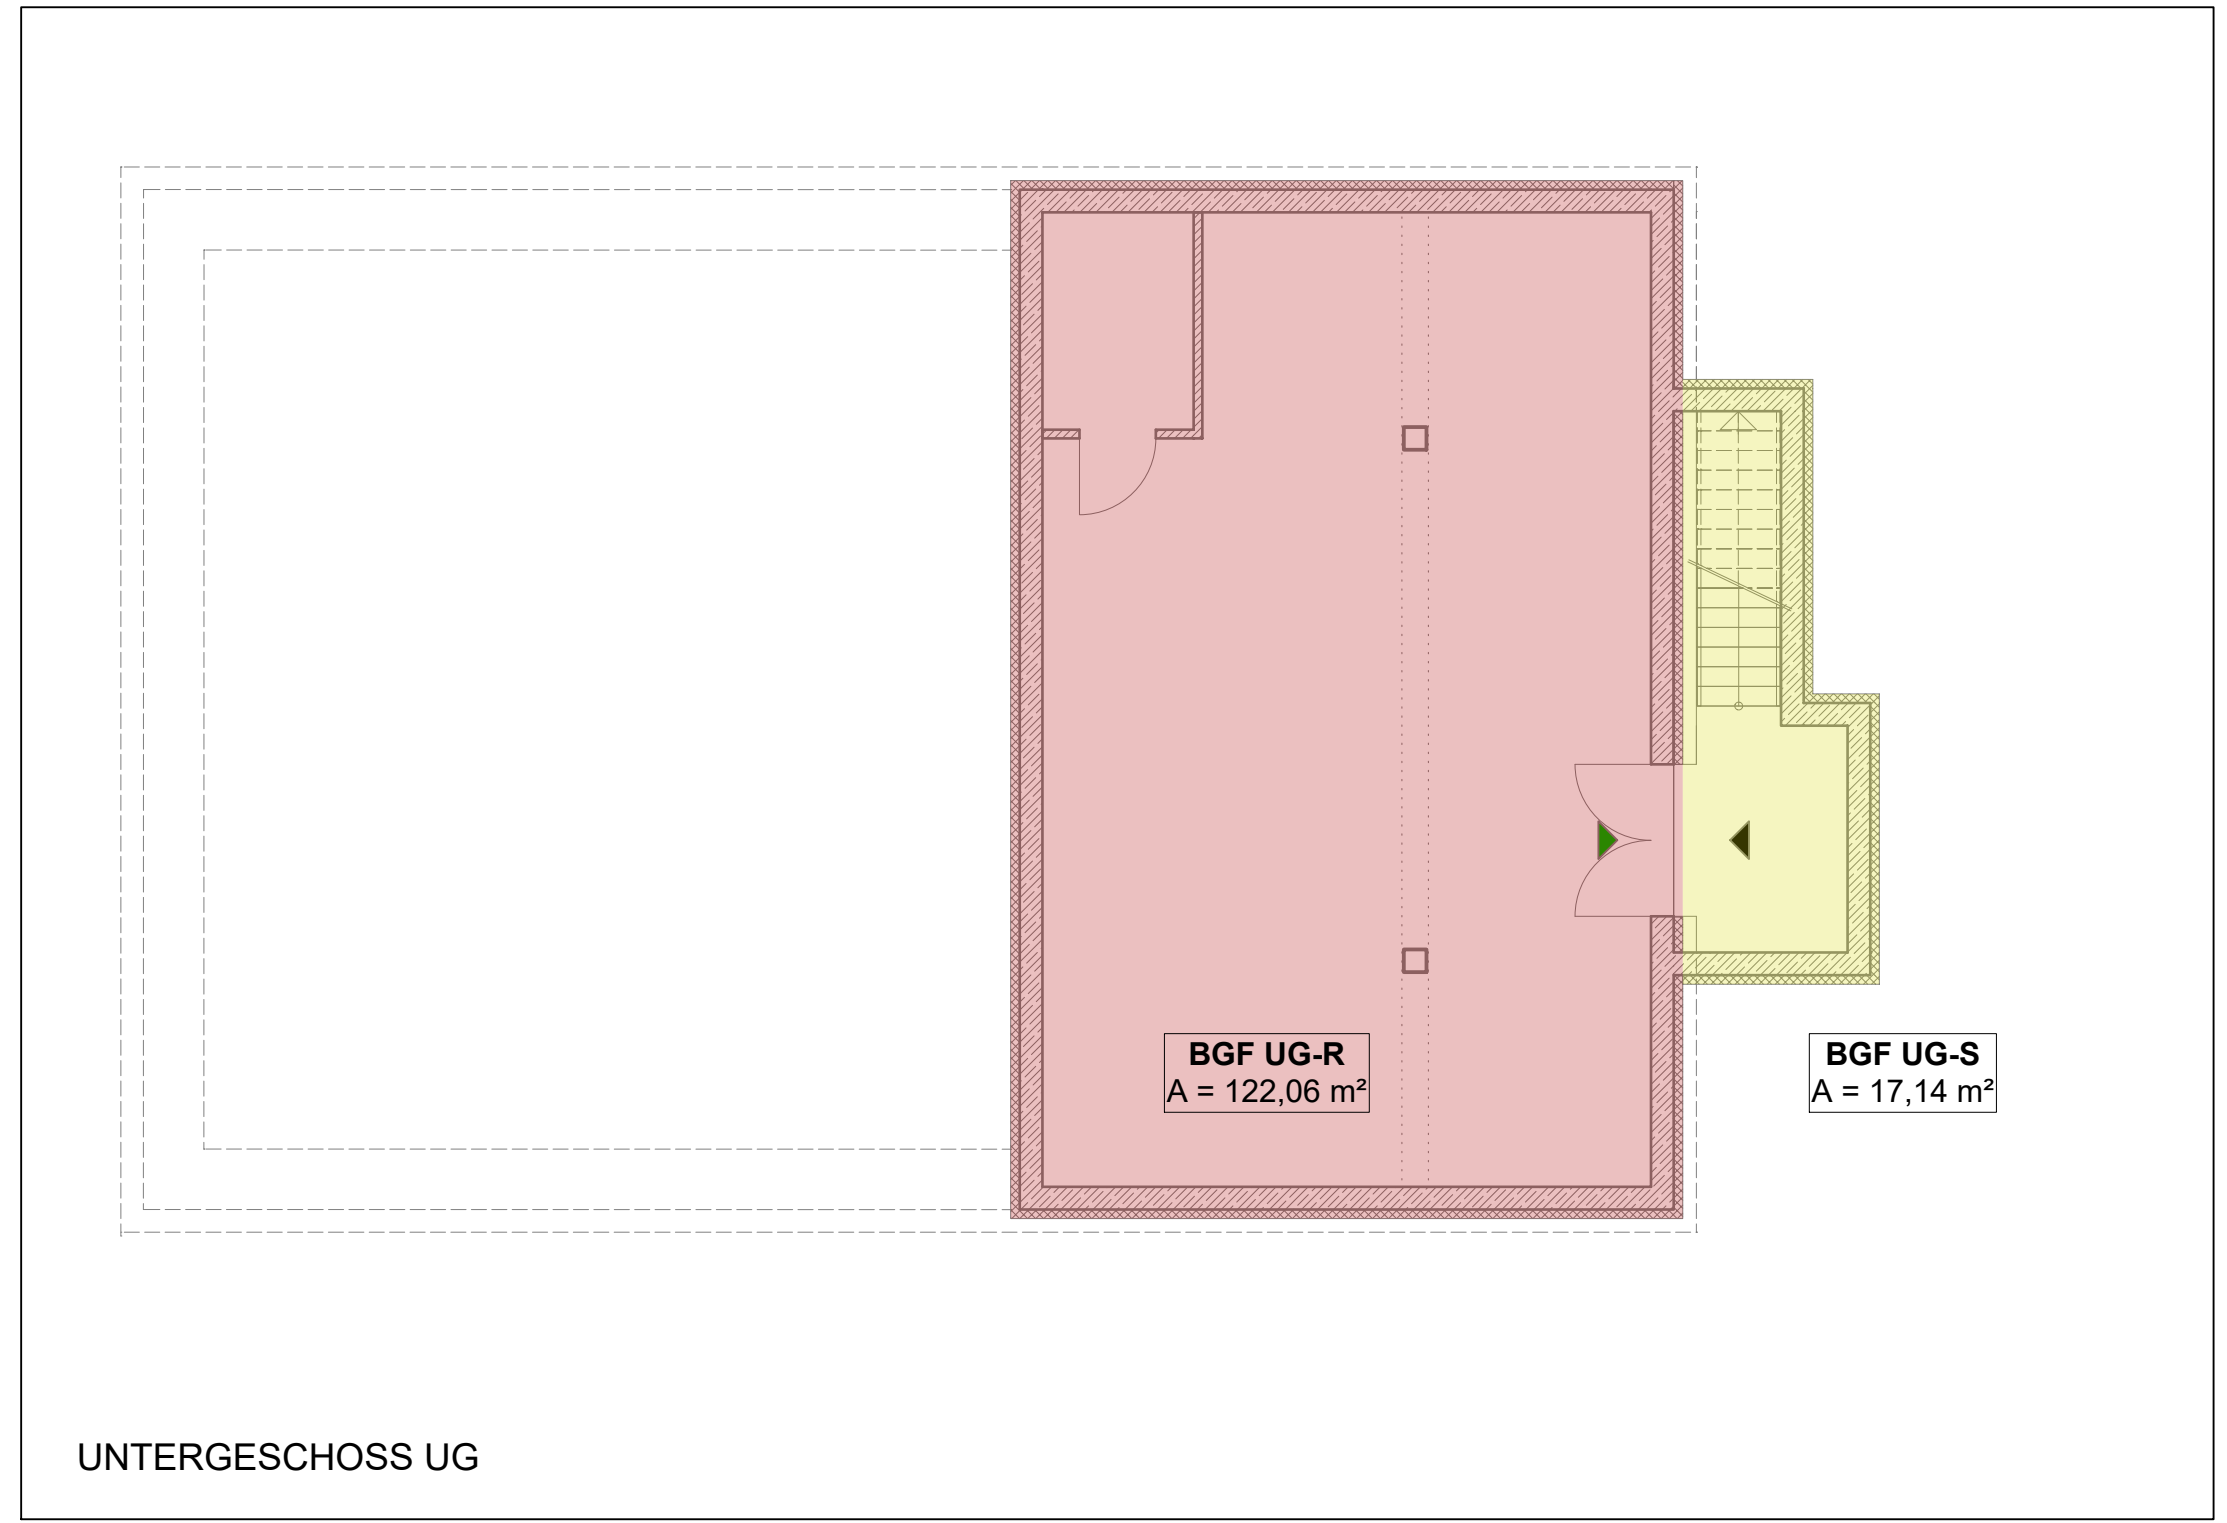 BGF UG-R
A = 122,06 m²
BGF UG-S
A = 17,14 m²
UNTERGESCHOSS UG